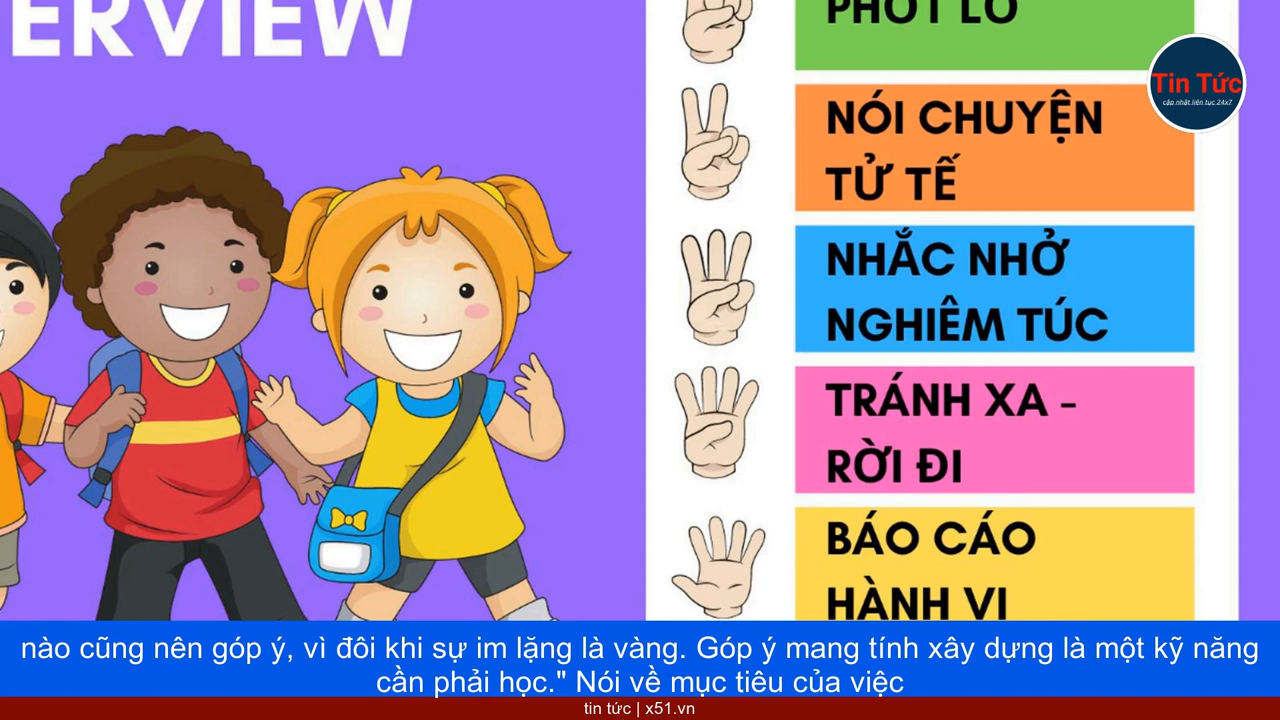 ERVIEW
PHỚT LỜ
NÓI CHUYỆN
TỬ TẾ
NHẮC NHỞ
NGHIÊM TÚC
TRÁNH XA -
RỜI ĐI
BÁO CÁO
HÀNH VI
Tin Tức
cập nhật liên tục 24x7
nào cũng nên góp ý, vì đôi khi sự im lặng là vàng. Góp ý mang tính xây dựng là một kỹ năng
cần phải học." Nói về mục tiêu của việc
tin tức | x51.vn